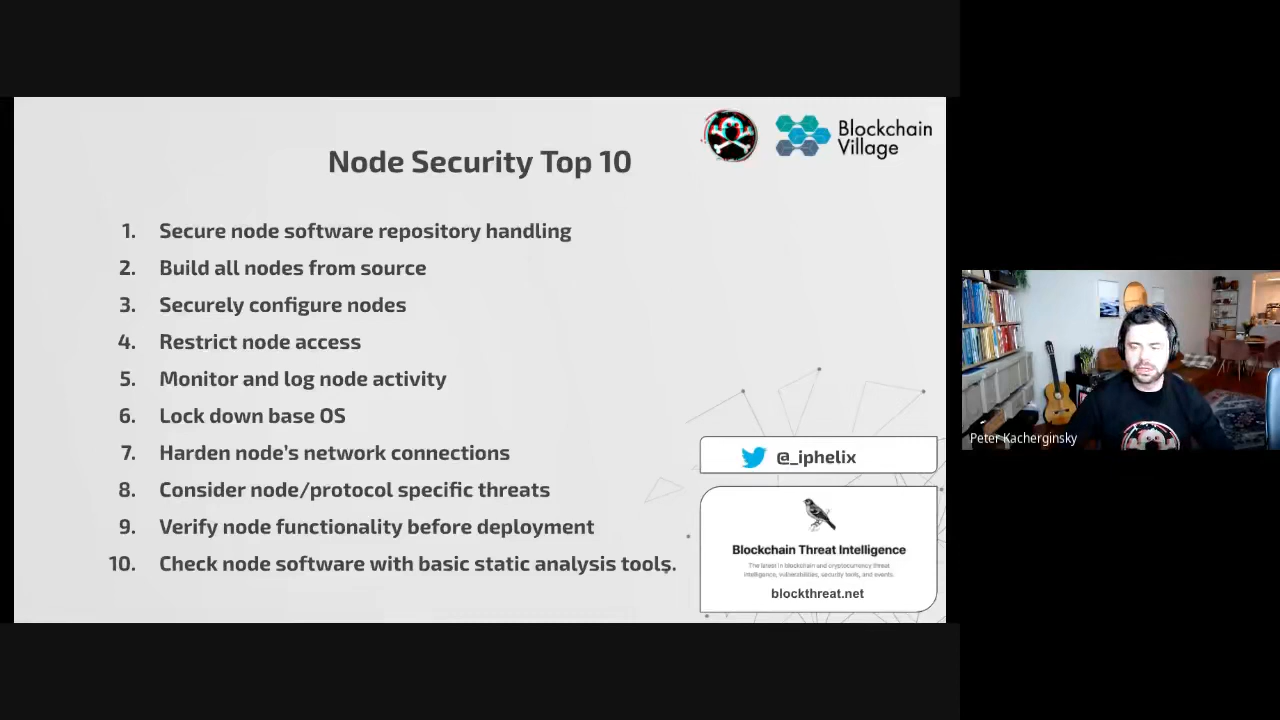 Blockchain
Village
Node Security Top 10
1. Secure node software repository handling
2. Build all nodes from source
3. Securely configure nodes
4. Restrict node access
5. Monitor and log node activity
6. Lock down base OS
7. Harden node's network connections
8. Consider node/protocol specific threats
9. Verify node functionality before deployment
10. Check node software with basic static analysis tools.
@_iphelix
Blockchain Threat Intelligence
The latest in blockchain and cryptocurrency threat
intelligence, vulnerabilities, security tools, and events.
blockthreat.net
Peter Kacherginsky